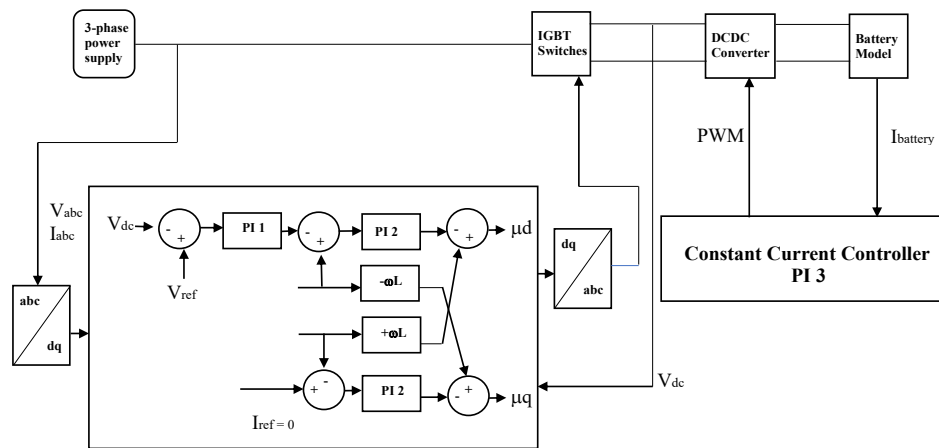 3-phase
power
supply
IGBT
Switches
DCDC
Converter
Battery
Model
PWM
Ibattery
Vabc
Iabc
Vdc
-
+
PI 1
-
+
PI 2
-
+
μd
Vref
-ωL
dq
abc
Constant Current Controller
PI 3
abc
dq
+ωL
+
-
PI 2
-
+
μq
Vdc
Iref = 0